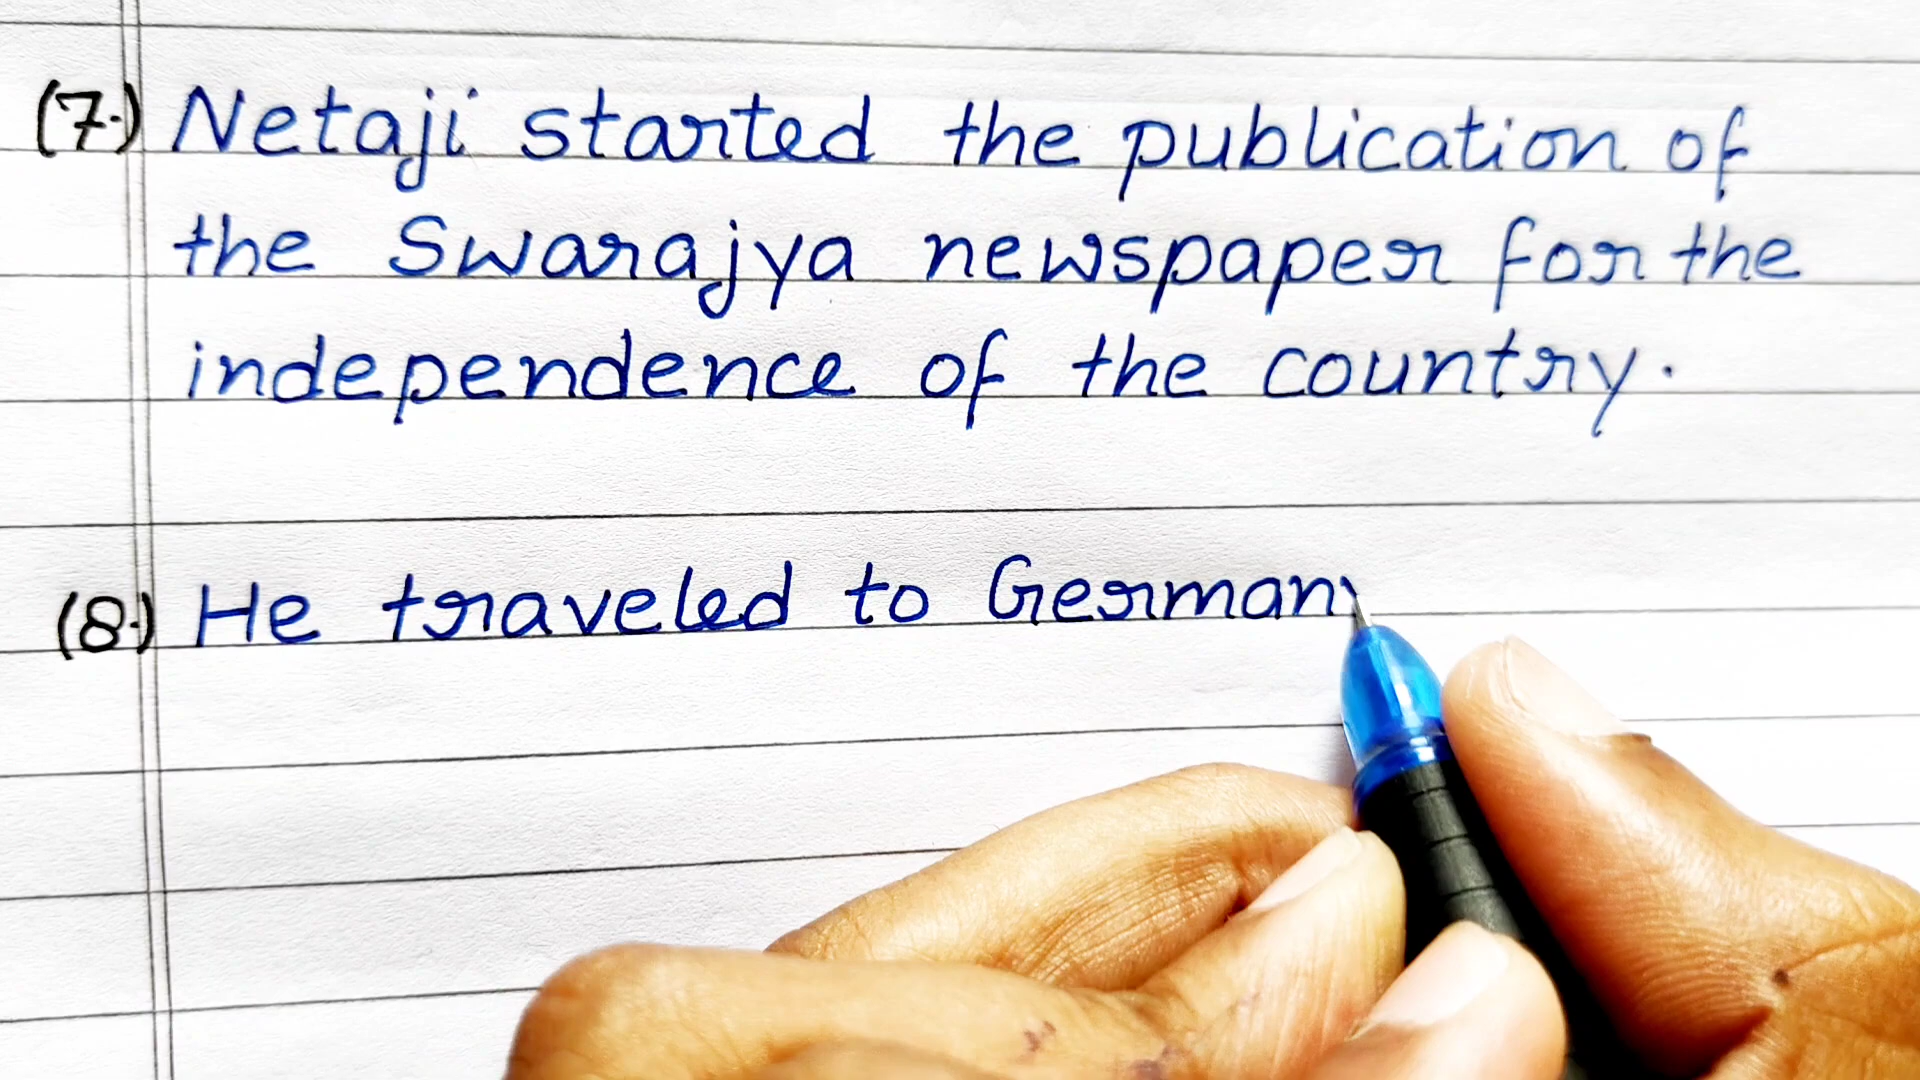 (7.) Netaji started the publication of
the Swarajya newspaper for the
independence of the country.
(8.) He traveled to Germany